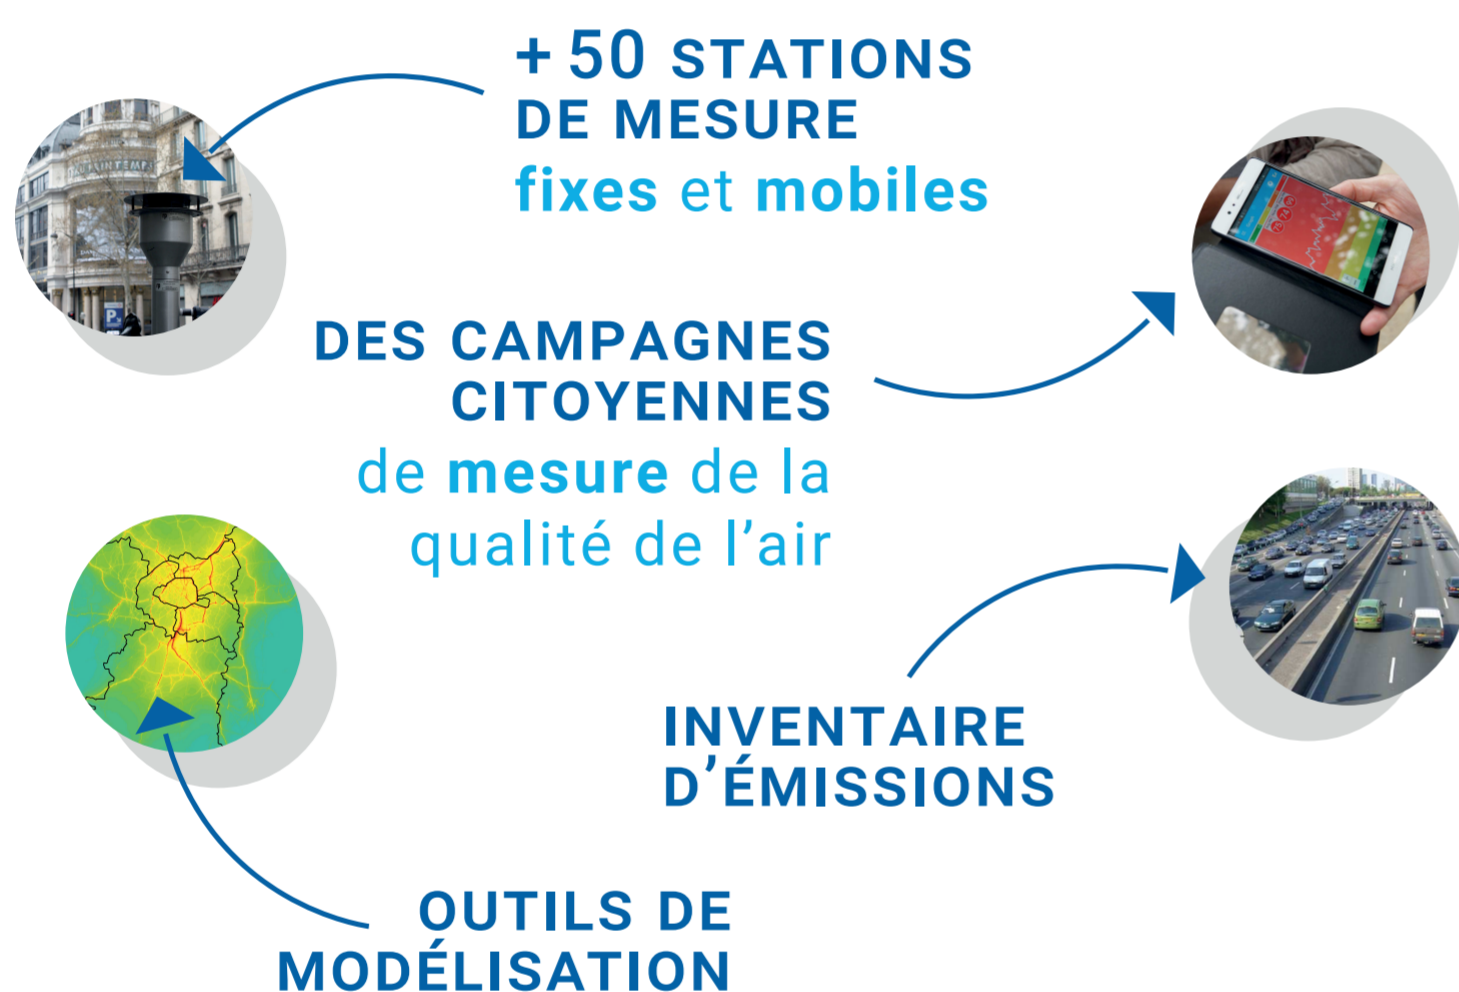 + 50 STATIONS
DE MESURE
fixes et mobiles
DES CAMPAGNES
CITOYENNES
de mesure de la
qualité de l’air
INVENTAIRE
D’ÉMISSIONS
OUTILS DE
MODÉLISATION
P